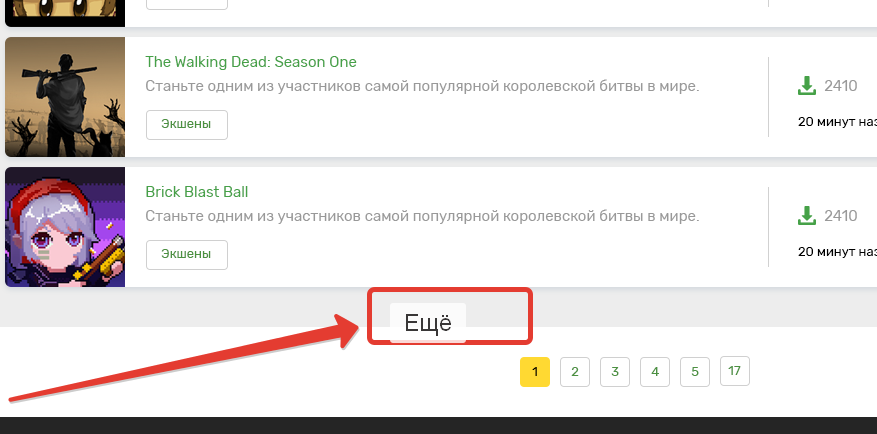 The Walking Dead: Season One
Станьте одним из участников самой популярной королевской битвы в мире.
Экшены
2410
20 минут наз
Brick Blast Ball
Станьте одним из участников самой популярной королевской битвы в мире.
Экшены
2410
20 минут наз
Ещё
1 2 3 4 5 17